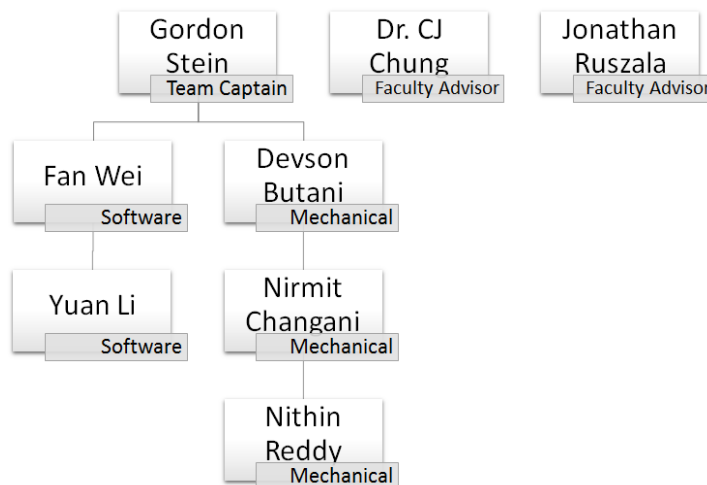 Gordon
Stein
Team Captain
Dr. CJ
Chung
Faculty Advisor
Jonathan
Ruszala
Faculty Advisor
Fan Wei
Software
Devson
Butani
Mechanical
Yuan Li
Software
Nirmit
Changani
Mechanical
Nithin
Reddy
Mechanical